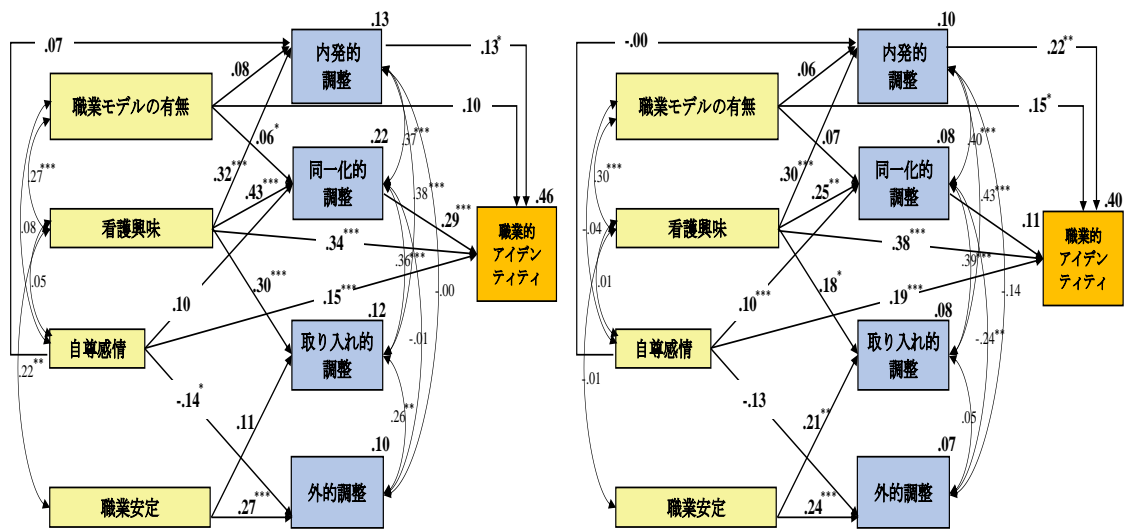 .13
.07
内発的
調整
.13*
.08
職業モデルの有無
.10
.06*
.22
.37***
.27***
.32***
同一化的
調整
.43***
.38***
.46
.08
看護興味
.29***
職業的
アイデン
ティティ
.34***
.36***
.05
.30***
.10
.15***
-.00
.12
自尊感情
取り入れ的
調整
-.01
.22**
-.14*
.11
.26**
.10
職業安定
.27***
外的調整
.10
-.00
内発的
調整
.22**
.06
職業モデルの有無
.15*
.07
.08
.40***
.30***
.30***
同一化的
調整
.25**
.43***
.40
-.04
看護興味
.11
職業的
アイデン
ティティ
.38***
.39***
.01
.18*
.10***
.19***
-.14
.08
自尊感情
取り入れ的
調整
-.24**
-.01
-.13
.21**
.05
.07
職業安定
.24***
外的調整